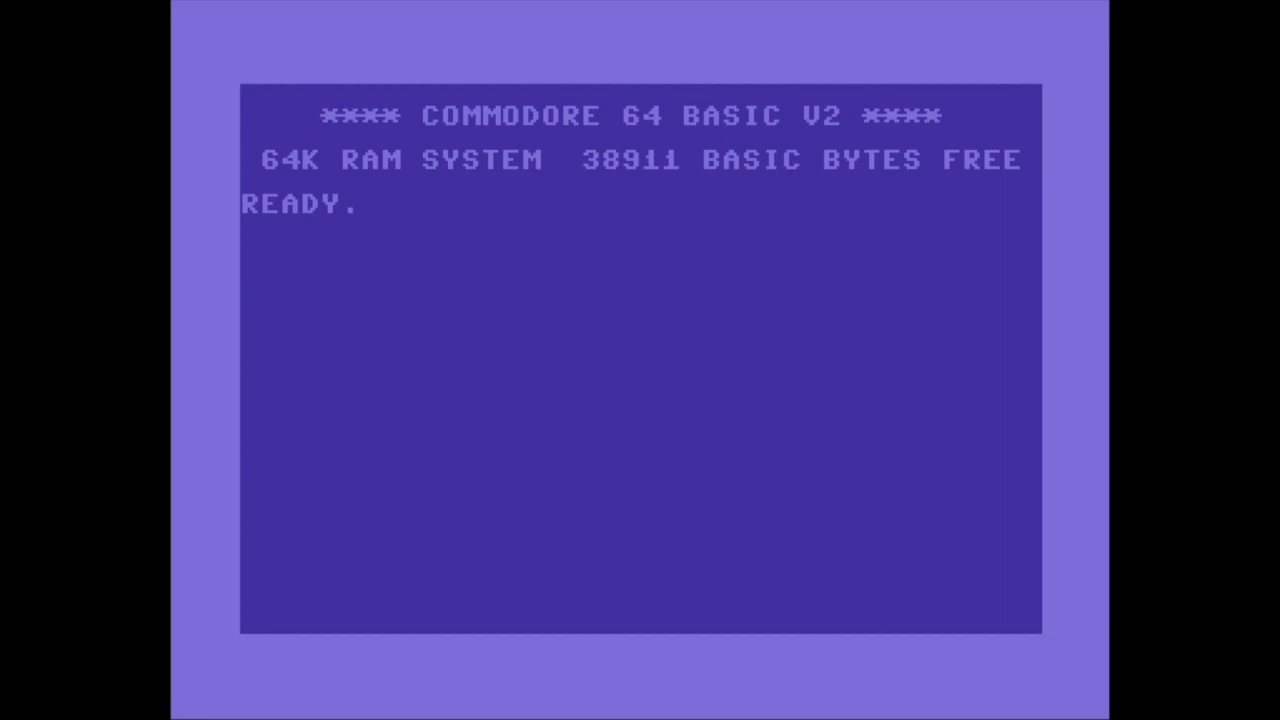 **** COMMODORE 64 BASIC V2 ****
64K RAM SYSTEM  38911 BASIC BYTES FREE
READY.